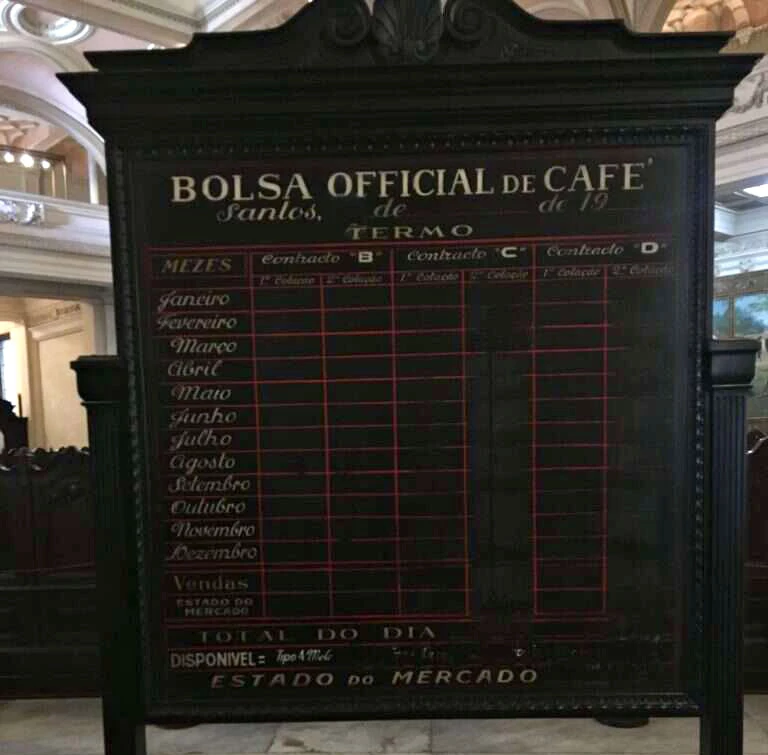 BOLSA OFFICIAL DE CAFE'
Santos, de de 19
TERMO
MEZES Contracto "B" Contracto "C" Contracto "D"
1ª Cotação 2ª Cotação 1ª Cotação 2ª Cotação 1ª Cotação 2ª Cotação
Janeiro
Fevereiro
Março
Abril
Maio
Junho
Julho
Agosto
Setembro
Outubro
Novembro
Dezembro
Vendas
ESTADO DO
MERCADO
TOTAL DO DIA
DISPONIVEL= Tipo 4 Mole
ESTADO DO MERCADO